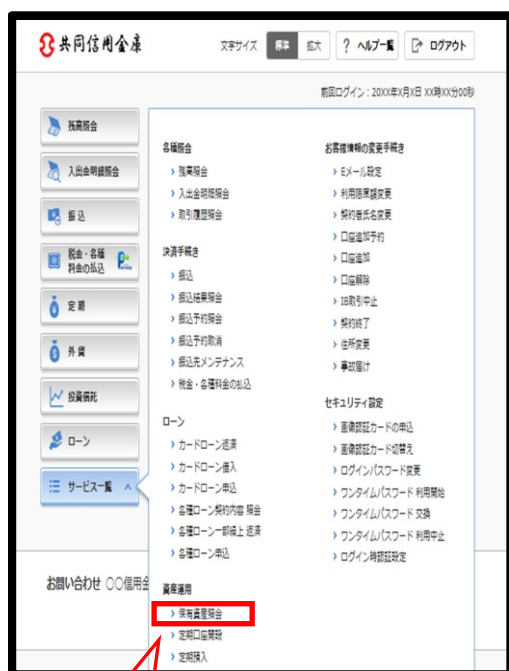 共同信用金庫
文字サイズ 標準 拡大 ? ヘルプ一覧 ログアウト
前回ログイン：20XX年X月X日 XX時XX分00秒
残高照会
入出金明細照会
振込
税金・各種
料金の払込
定期
外貨
投資信託
ローン
サービス一覧
お問い合わせ 〇〇信用金
各種照会
残高照会
入出金明細照会
取引履歴照会
決済手続き
振込
振込結果照会
振込予約照会
振込予約取消
振込先メンテナンス
税金・各種料金の払込
ローン
カードローン返済
カードローン借入
カードローン申込
各種ローン契約内容 照会
各種ローン一部繰上 返済
各種ローン申込
資産運用
保有資産照会
定期口座開設
定期預入
お客様情報の変更手続き
Eメール設定
利用限度額変更
契約者氏名変更
口座追加予約
口座追加
口座解除
IB取引中止
契約終了
住所変更
事故届け
セキュリティ設定
画像認証カードの申込
画像認証カード切替え
ログインパスワード変更
ワンタイムパスワード 利用開始
ワンタイムパスワード 交換
ワンタイムパスワード 利用中止
ログイン時認証設定